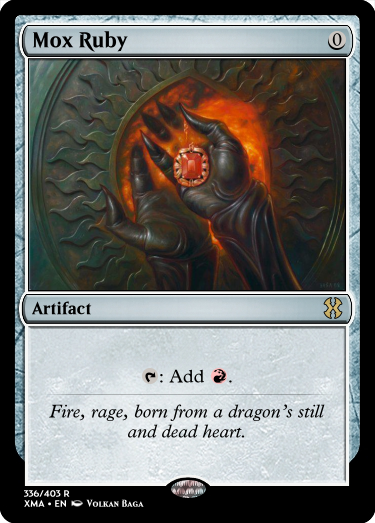 Mox Ruby 0
Artifact
: Add .
Fire, rage, born from a dragon's still
and dead heart.
336/403 R
XMA • EN Volkan Baga